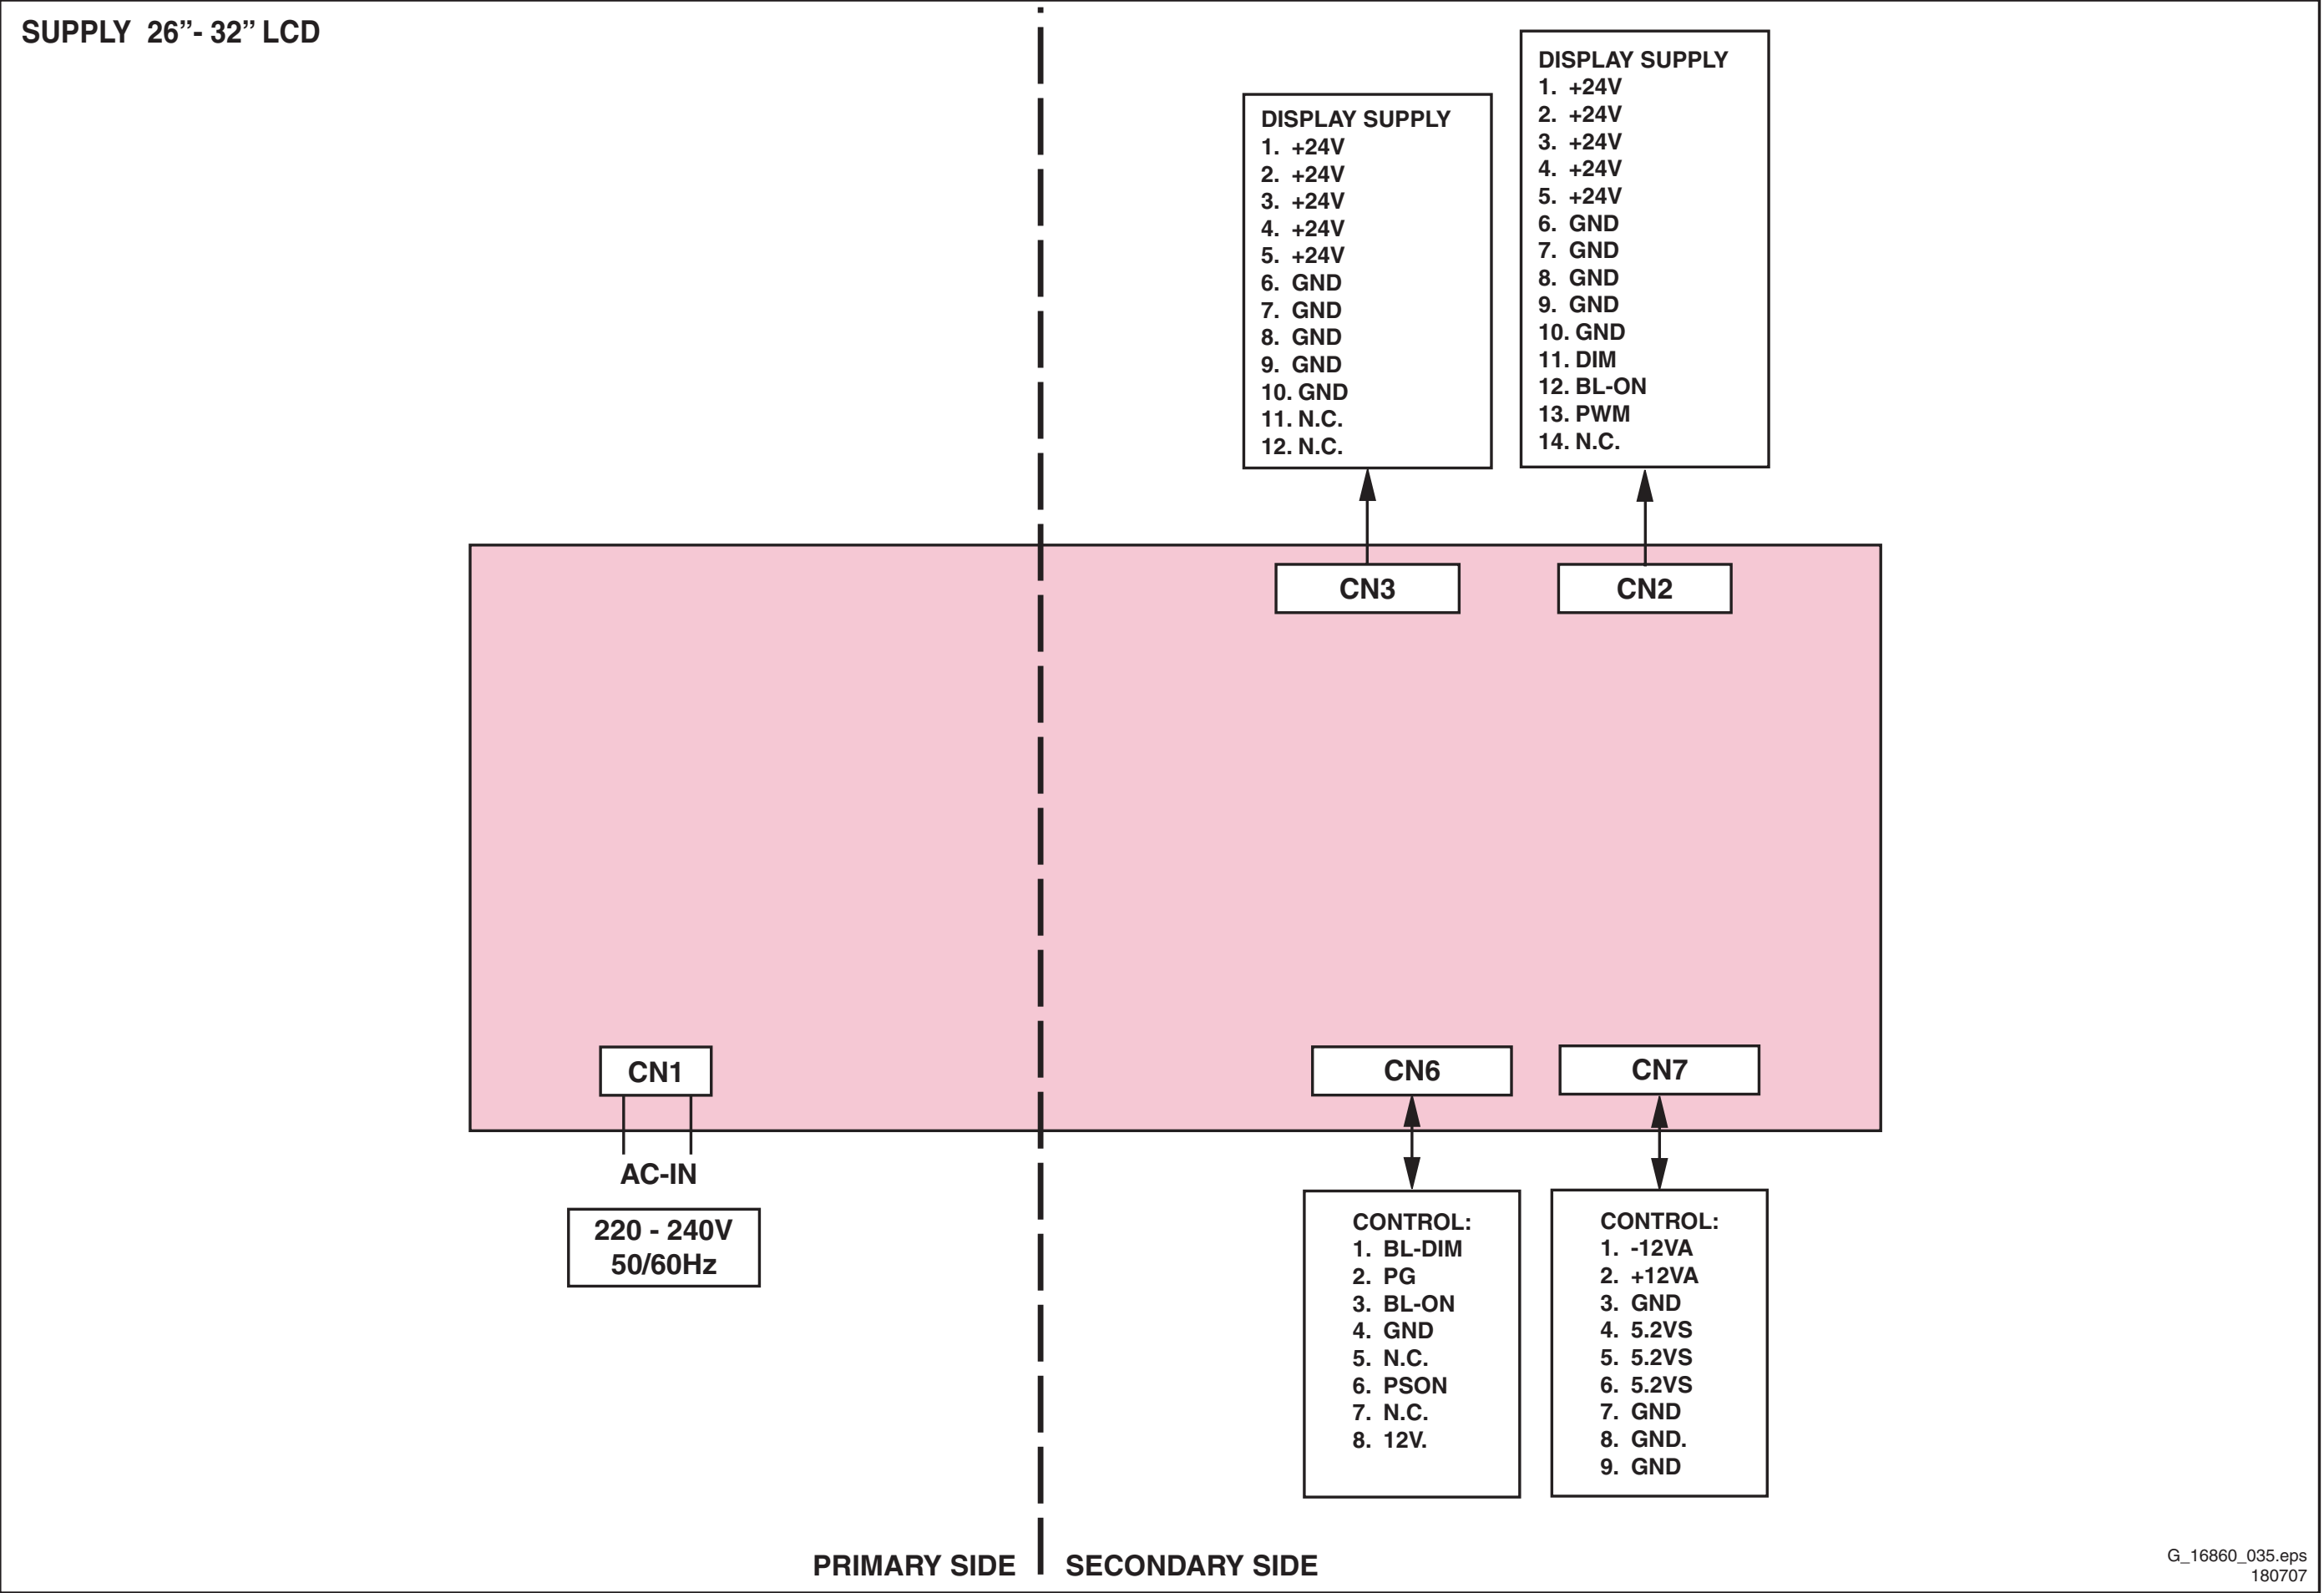 SUPPLY  26”- 32” LCD
DISPLAY SUPPLY
1.  +24V
2.  +24V
3.  +24V
4.  +24V
5.  +24V
6.  GND
7.  GND
8.  GND
9.  GND
10. GND
11. N.C.
12. N.C.
DISPLAY SUPPLY
1.  +24V
2.  +24V
3.  +24V
4.  +24V
5.  +24V
6.  GND
7.  GND
8.  GND
9.  GND
10. GND
11. DIM
12. BL-ON
13. PWM
14. N.C.
CN3
CN2
CN1
CN6
CN7
AC-IN
220 - 240V
50/60Hz
CONTROL:
1.  BL-DIM
2.  PG
3.  BL-ON
4.  GND
5.  N.C.
6.  PSON
7.  N.C.
8.  12V.
CONTROL:
1.  -12VA
2.  +12VA
3.  GND
4.  5.2VS
5.  5.2VS
6.  5.2VS
7.  GND
8.  GND.
9.  GND
PRIMARY SIDE
SECONDARY SIDE
G_16860_035.eps
180707